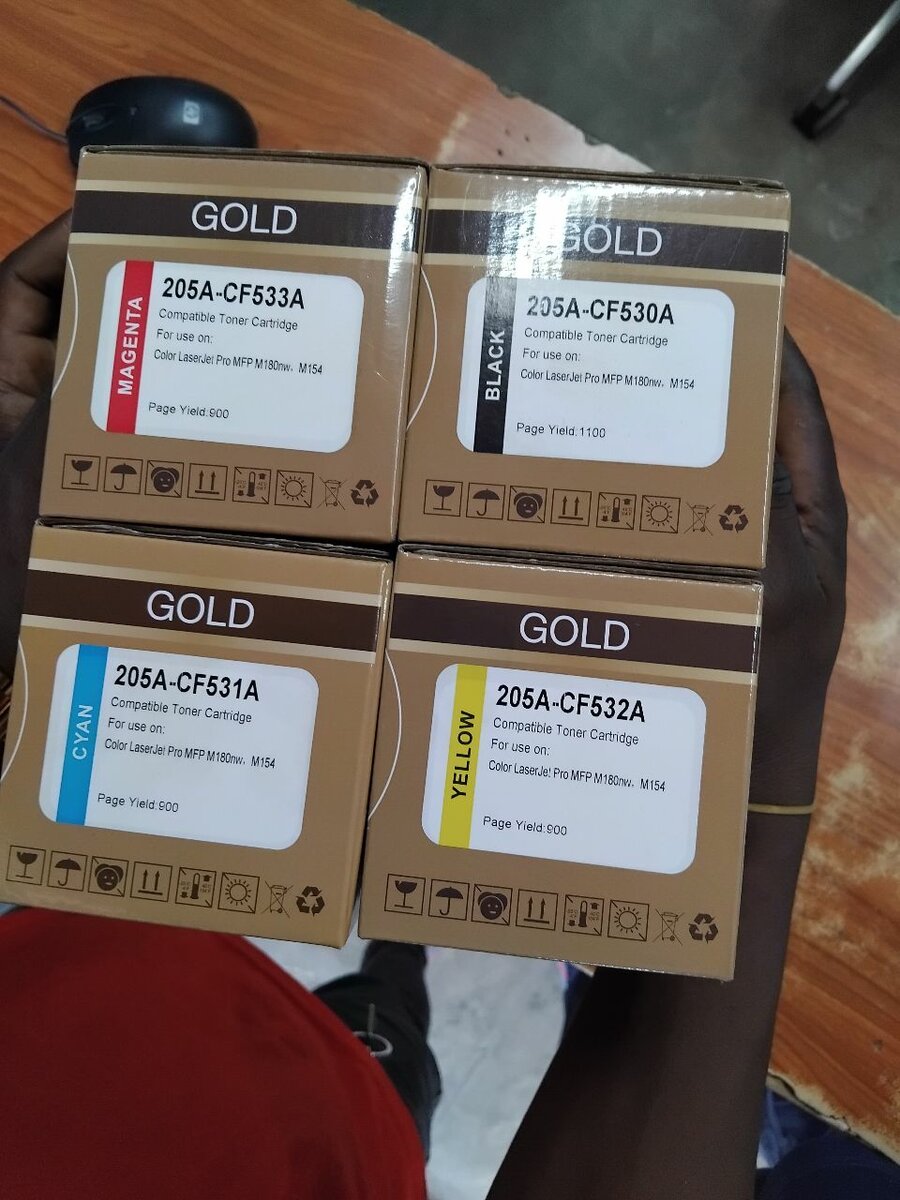 GOLD
MAGENTA
205A-CF533A
Compatible Toner Cartridge
For use on:
Color LaserJet Pro MFP M180nw, M154
Page Yield:900
GOLD
BLACK
205A-CF530A
Compatible Toner Cartridge
For use on:
Color LaserJet Pro MFP M180nw, M154
Page Yield:1100
GOLD
CYAN
205A-CF531A
Compatible Toner Cartridge
For use on:
Color LaserJet Pro MFP M180nw, M154
Page Yield:900
GOLD
YELLOW
205A-CF532A
Compatible Toner Cartridge
For use on:
Color LaserJet Pro MFP M180nw, M154
Page Yield:900